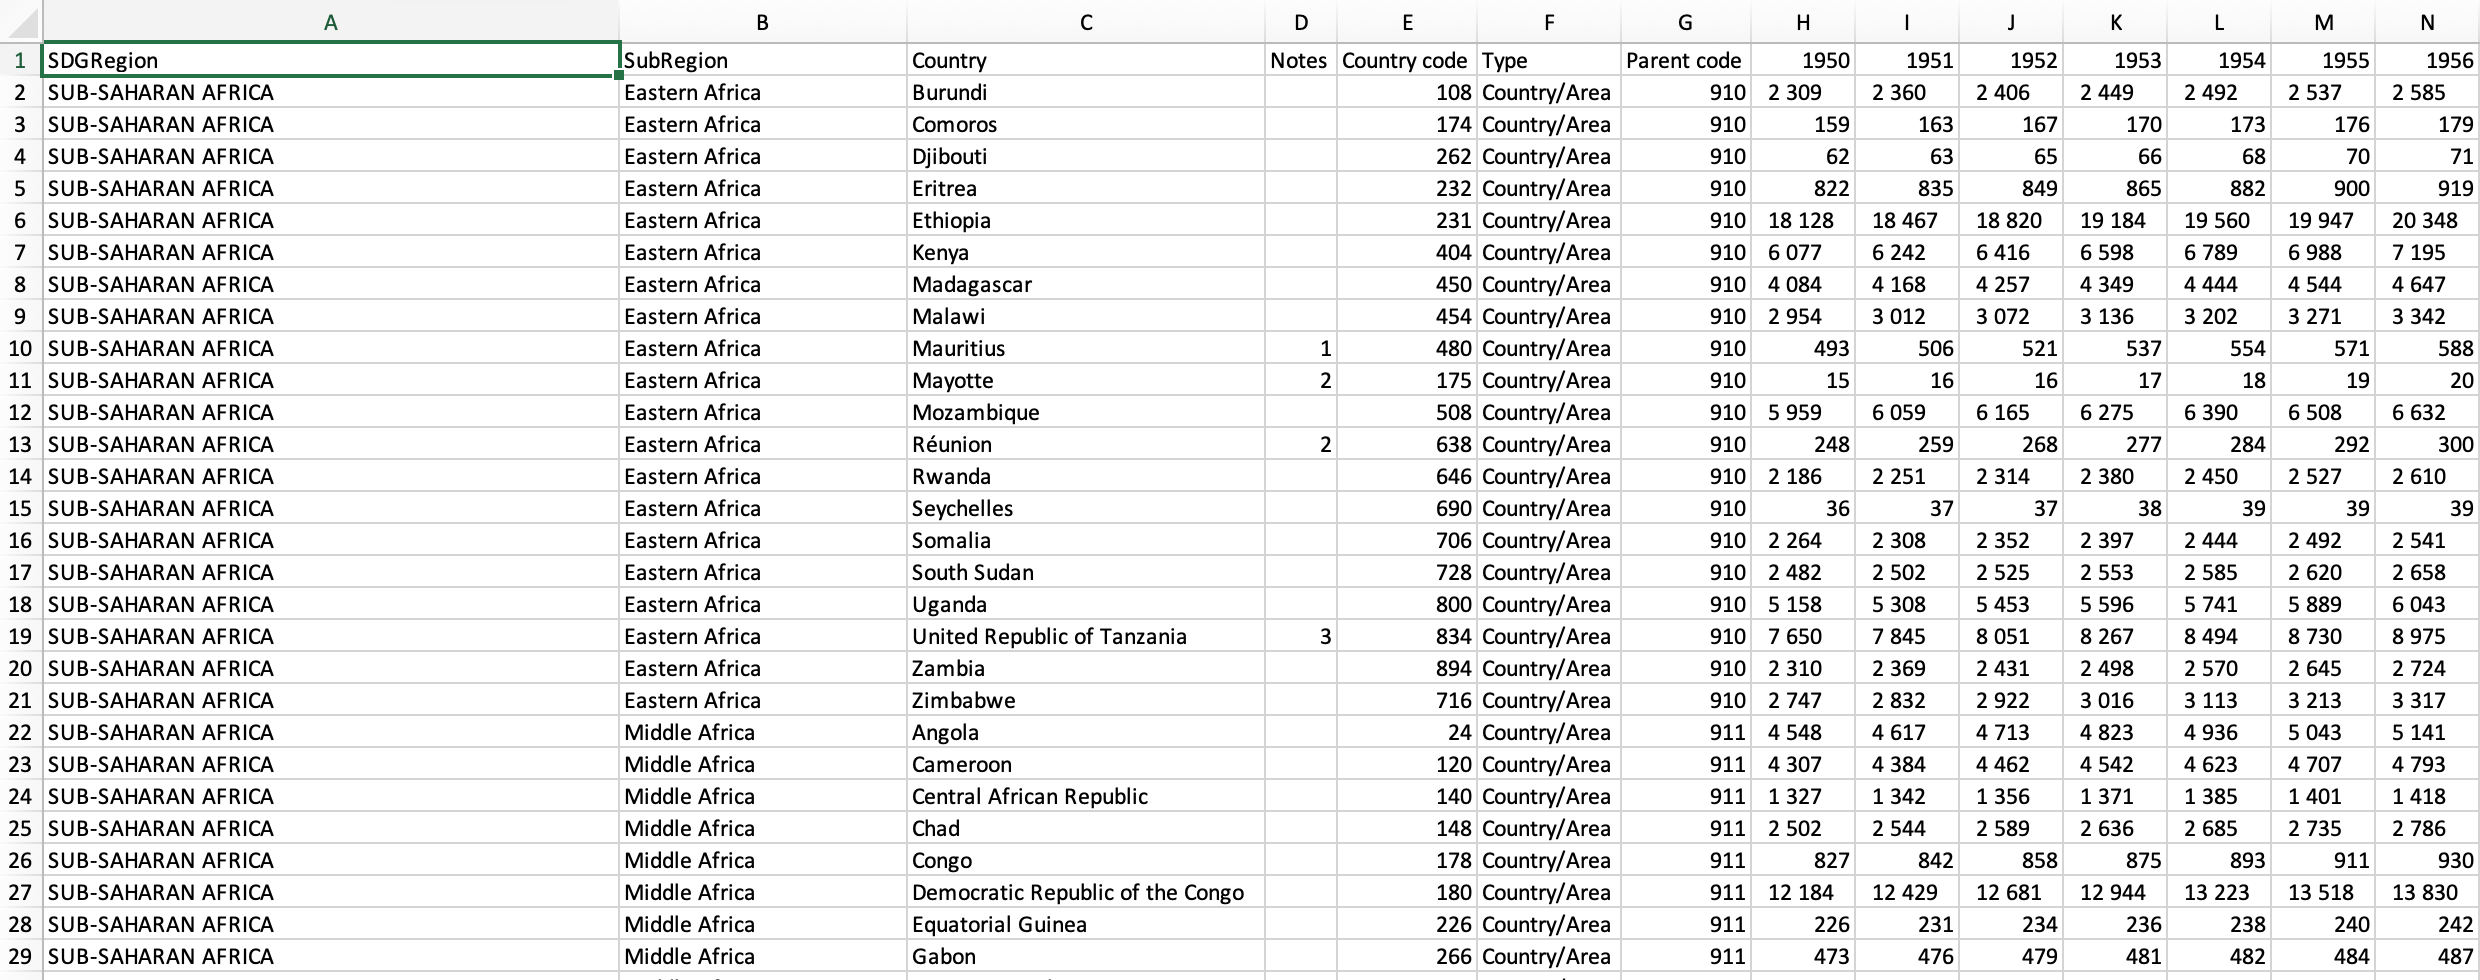 A B C D E F G H I J K L M N
1 SDGRegion SubRegion Country Notes Country code Type Parent code 1950 1951 1952 1953 1954 1955 1956
2 SUB-SAHARAN AFRICA Eastern Africa Burundi 108 Country/Area 910 2 309 2 360 2 406 2 449 2 492 2 537 2 585
3 SUB-SAHARAN AFRICA Eastern Africa Comoros 174 Country/Area 910 159 163 167 170 173 176 179
4 SUB-SAHARAN AFRICA Eastern Africa Djibouti 262 Country/Area 910 62 63 65 66 68 70 71
5 SUB-SAHARAN AFRICA Eastern Africa Eritrea 232 Country/Area 910 822 835 849 865 882 900 919
6 SUB-SAHARAN AFRICA Eastern Africa Ethiopia 231 Country/Area 910 18 128 18 467 18 820 19 184 19 560 19 947 20 348
7 SUB-SAHARAN AFRICA Eastern Africa Kenya 404 Country/Area 910 6 077 6 242 6 416 6 598 6 789 6 988 7 195
8 SUB-SAHARAN AFRICA Eastern Africa Madagascar 450 Country/Area 910 4 084 4 168 4 257 4 349 4 444 4 544 4 647
9 SUB-SAHARAN AFRICA Eastern Africa Malawi 454 Country/Area 910 2 954 3 012 3 072 3 136 3 202 3 271 3 342
10 SUB-SAHARAN AFRICA Eastern Africa Mauritius 1 480 Country/Area 910 493 506 521 537 554 571 588
11 SUB-SAHARAN AFRICA Eastern Africa Mayotte 2 175 Country/Area 910 15 16 16 17 18 19 20
12 SUB-SAHARAN AFRICA Eastern Africa Mozambique 508 Country/Area 910 5 959 6 059 6 165 6 275 6 390 6 508 6 632
13 SUB-SAHARAN AFRICA Eastern Africa Réunion 2 638 Country/Area 910 248 259 268 277 284 292 300
14 SUB-SAHARAN AFRICA Eastern Africa Rwanda 646 Country/Area 910 2 186 2 251 2 314 2 380 2 450 2 527 2 610
15 SUB-SAHARAN AFRICA Eastern Africa Seychelles 690 Country/Area 910 36 37 37 38 39 39 39
16 SUB-SAHARAN AFRICA Eastern Africa Somalia 706 Country/Area 910 2 264 2 308 2 352 2 397 2 444 2 492 2 541
17 SUB-SAHARAN AFRICA Eastern Africa South Sudan 728 Country/Area 910 2 482 2 502 2 525 2 553 2 585 2 620 2 658
18 SUB-SAHARAN AFRICA Eastern Africa Uganda 800 Country/Area 910 5 158 5 308 5 453 5 596 5 741 5 889 6 043
19 SUB-SAHARAN AFRICA Eastern Africa United Republic of Tanzania 3 834 Country/Area 910 7 650 7 845 8 051 8 267 8 494 8 730 8 975
20 SUB-SAHARAN AFRICA Eastern Africa Zambia 894 Country/Area 910 2 310 2 369 2 431 2 498 2 570 2 645 2 724
21 SUB-SAHARAN AFRICA Eastern Africa Zimbabwe 716 Country/Area 910 2 747 2 832 2 922 3 016 3 113 3 213 3 317
22 SUB-SAHARAN AFRICA Middle Africa Angola 24 Country/Area 911 4 548 4 617 4 713 4 823 4 936 5 043 5 141
23 SUB-SAHARAN AFRICA Middle Africa Cameroon 120 Country/Area 911 4 307 4 384 4 462 4 542 4 623 4 707 4 793
24 SUB-SAHARAN AFRICA Middle Africa Central African Republic 140 Country/Area 911 1 327 1 342 1 356 1 371 1 385 1 401 1 418
25 SUB-SAHARAN AFRICA Middle Africa Chad 148 Country/Area 911 2 502 2 544 2 589 2 636 2 685 2 735 2 786
26 SUB-SAHARAN AFRICA Middle Africa Congo 178 Country/Area 911 827 842 858 875 893 911 930
27 SUB-SAHARAN AFRICA Middle Africa Democratic Republic of the Congo 180 Country/Area 911 12 184 12 429 12 681 12 944 13 223 13 518 13 830
28 SUB-SAHARAN AFRICA Middle Africa Equatorial Guinea 226 Country/Area 911 226 231 234 236 238 240 242
29 SUB-SAHARAN AFRICA Middle Africa Gabon 266 Country/Area 911 473 476 479 481 482 484 487